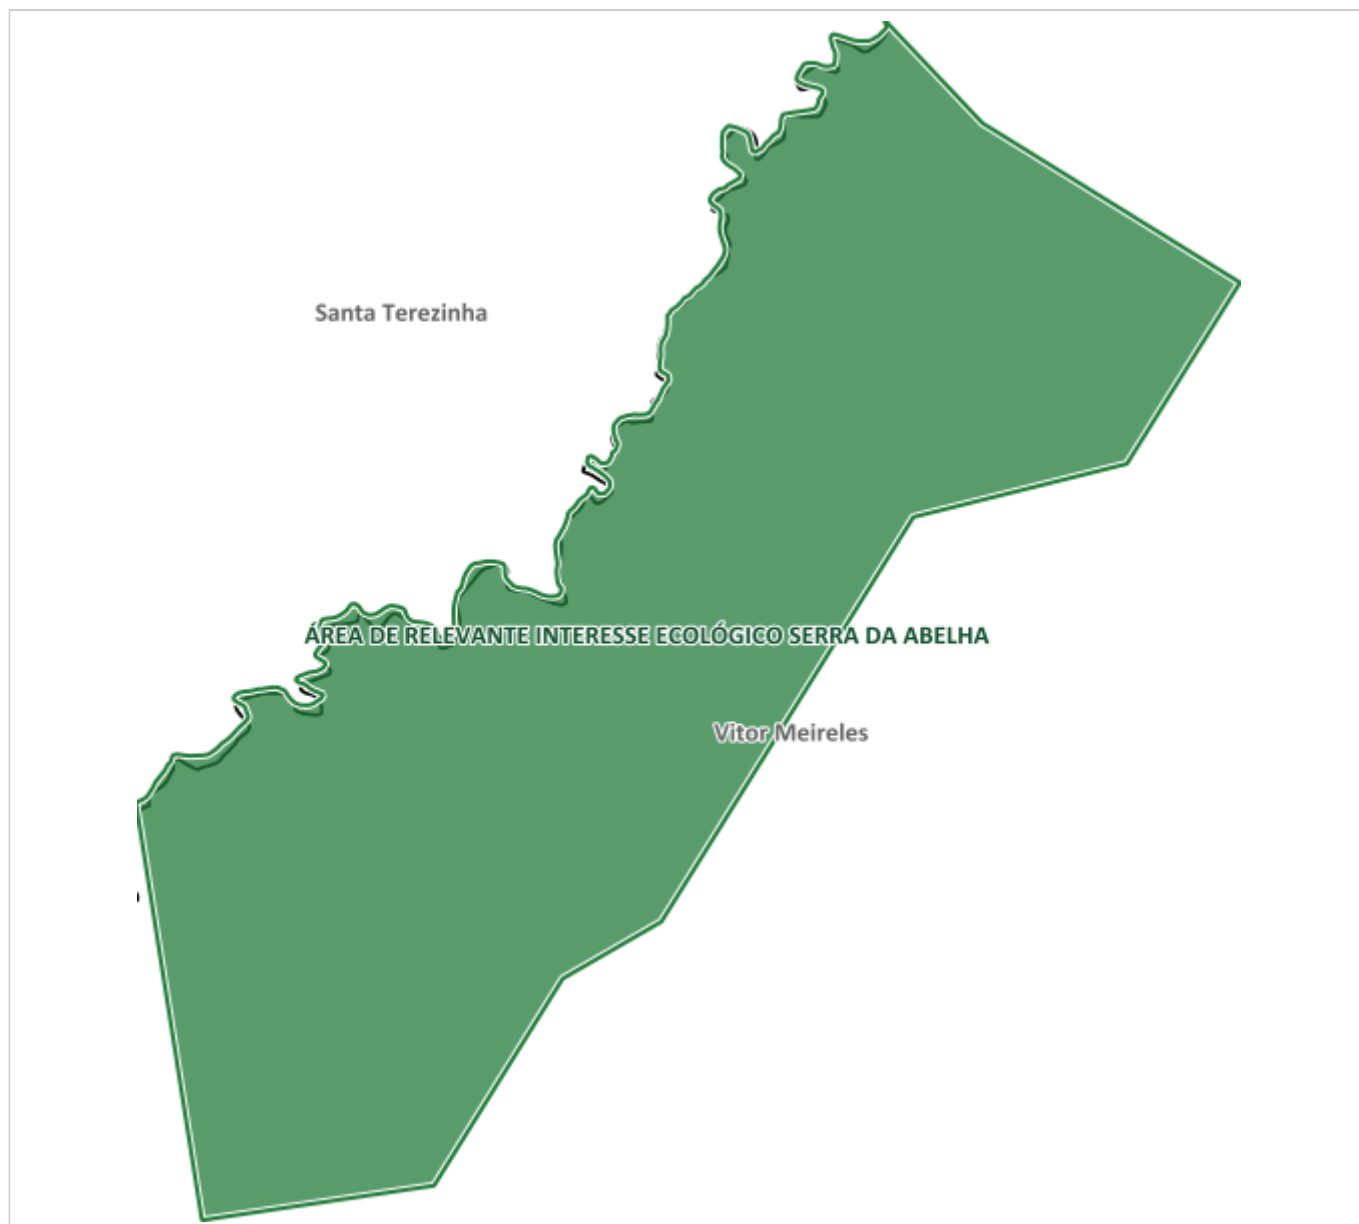 Santa Terezinha
ÁREA DE RELEVANTE INTERESSE ECOLÓGICO SERRA DA ABELHA
Vitor Meireles